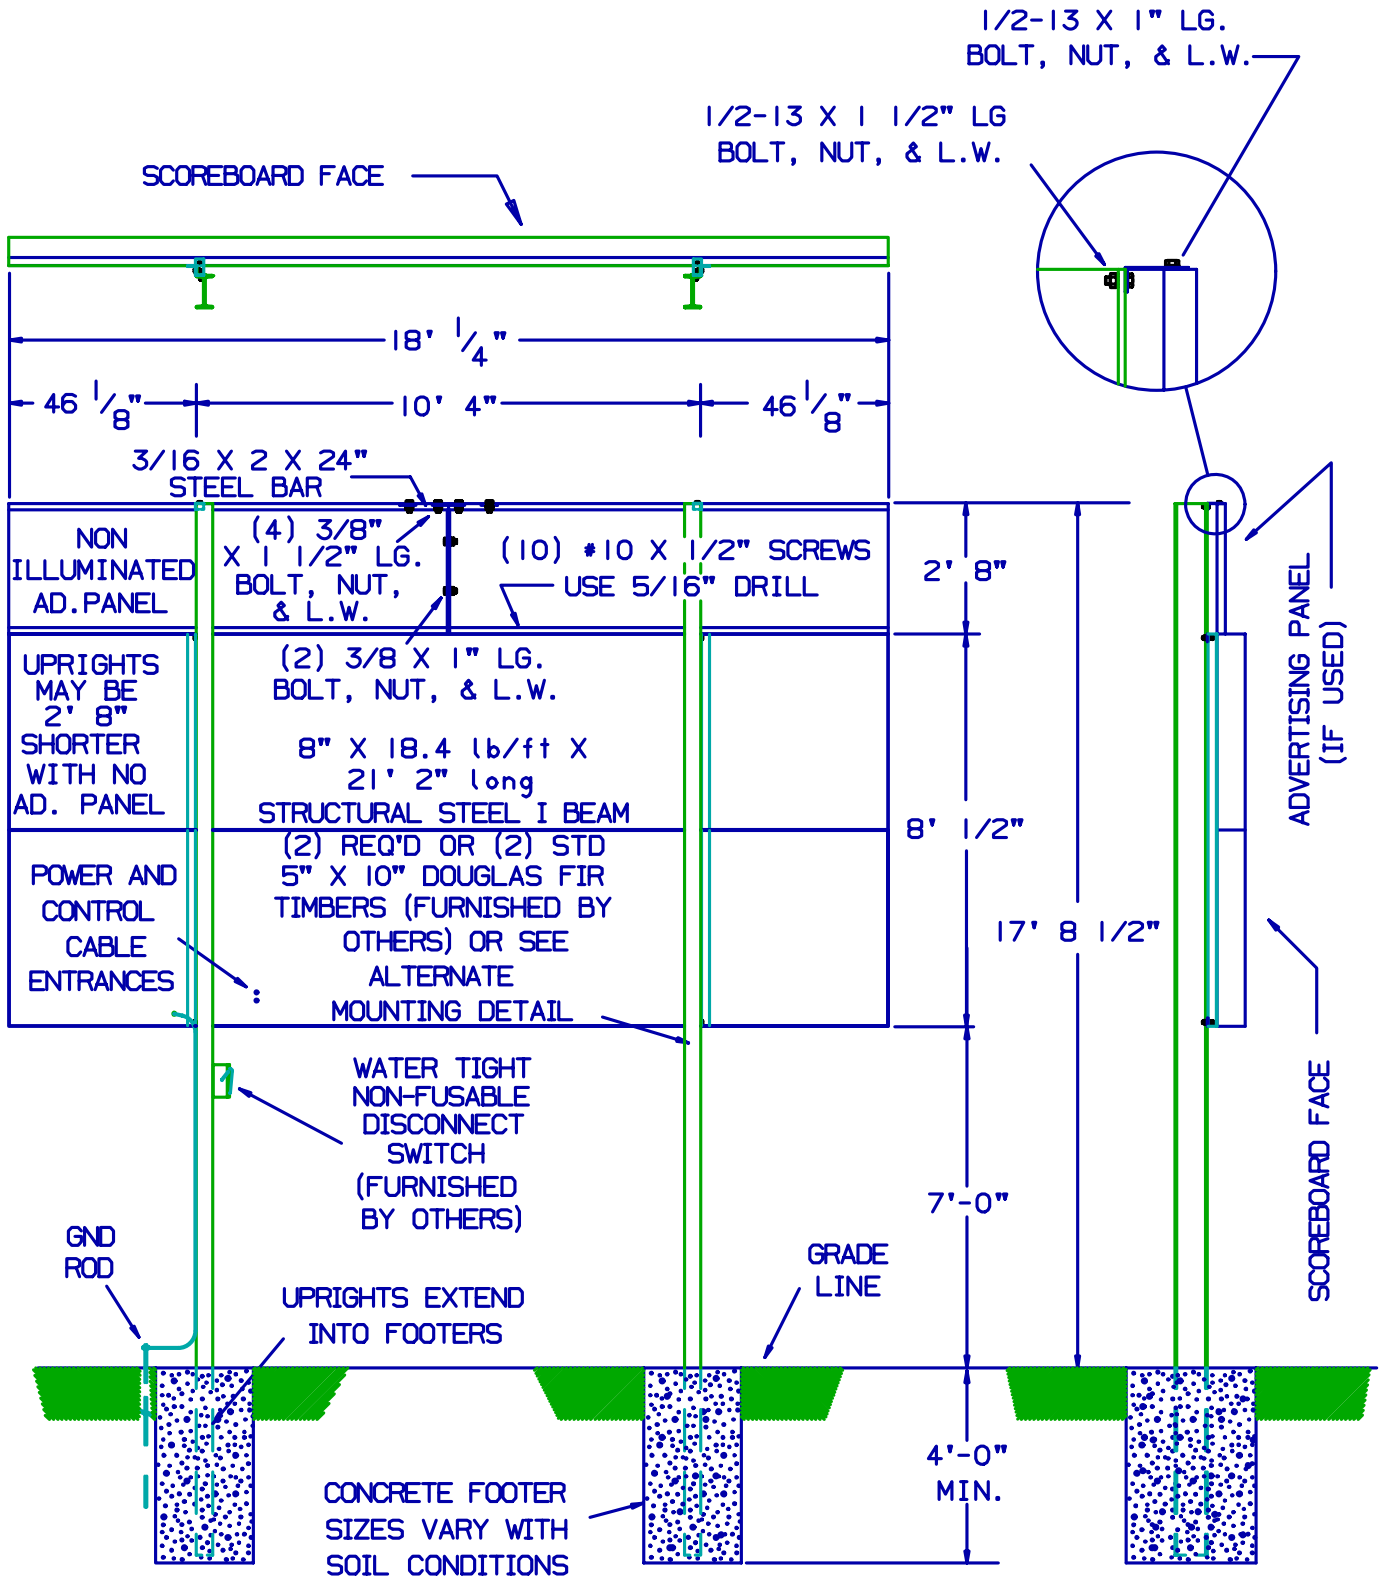 1/2-13 X 1" LG.
BOLT, NUT, & L.W.
1/2-13 X 1 1/2" LG
BOLT, NUT, & L.W.
SCOREBOARD FACE
18' 1/4"
46 1/8"
10' 4"
46 1/8"
3/16 X 2 X 24"
STEEL BAR
NON
ILLUMINATED
AD.PANEL
(4) 3/8"
X 1 1/2" LG.
BOLT, NUT,
& L.W.
(10) #10 X 1/2" SCREWS
USE 5/16" DRILL
2' 8"
(2) 3/8 X 1" LG.
BOLT, NUT, & L.W.
UPRIGHTS
MAY BE
2' 8"
SHORTER
WITH NO
AD. PANEL
8" X 18.4 lb/ft X
21' 2" long
STRUCTURAL STEEL I BEAM
(2) REQ'D OR (2) STD
5" X 10" DOUGLAS FIR
TIMBERS (FURNISHED BY
OTHERS) OR SEE
ALTERNATE
MOUNTING DETAIL
POWER AND
CONTROL
CABLE
ENTRANCES
8' 1/2"
17' 8 1/2"
ADVERTISING PANEL
(IF USED)
SCOREBOARD FACE
WATER TIGHT
NON-FUSABLE
DISCONNECT
SWITCH
(FURNISHED
BY OTHERS)
7'-0"
GND
ROD
UPRIGHTS EXTEND
INTO FOOTERS
GRADE
LINE
4'-0"
MIN.
CONCRETE FOOTER
SIZES VARY WITH
SOIL CONDITIONS